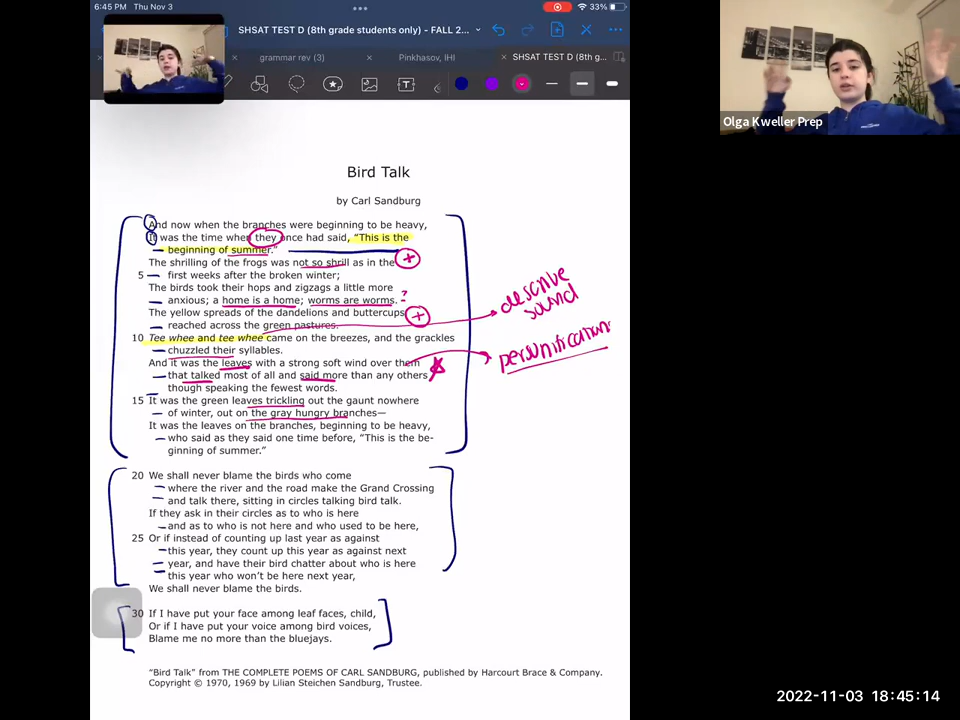 6:45 PM Thu Nov 3
33%
SHSAT TEST D (8th grade students only) - FALL 2...
grammar rev (3)
Pinkhasov, IHI
SHSAT TEST D (8th g...
Olga Kweller Prep
Bird Talk
by Carl Sandburg
And now when the branches were beginning to be heavy,
It was the time when they once had said, “This is the
beginning of summer.”
The shrilling of the frogs was not so shrill as in the
5 first weeks after the broken winter;
The birds took their hops and zigzags a little more
anxious; a home is a home; worms are worms. ?
The yellow spreads of the dandelions and buttercups
reached across the green pastures.
describe
sound
10 Tee whee and tee whee came on the breezes, and the grackles
chuzzled their syllables.
And it was the leaves with a strong soft wind over them
that talked most of all and said more than any others
though speaking the fewest words.
personification
15 It was the green leaves trickling out the gaunt nowhere
of winter, out on the gray hungry branches—
It was the leaves on the branches, beginning to be heavy,
who said as they said one time before, “This is the be-
ginning of summer.”
20 We shall never blame the birds who come
where the river and the road make the Grand Crossing
and talk there, sitting in circles talking bird talk.
If they ask in their circles as to who is here
and as to who is not here and who used to be here,
25 Or if instead of counting up last year as against
this year, they count up this year as against next
year, and have their bird chatter about who is here
this year who won’t be here next year,
We shall never blame the birds.
30 If I have put your face among leaf faces, child,
Or if I have put your voice among bird voices,
Blame me no more than the bluejays.
“Bird Talk” from THE COMPLETE POEMS OF CARL SANDBURG, published by Harcourt Brace & Company.
Copyright © 1970, 1969 by Lilian Steichen Sandburg, Trustee.
2022-11-03 18:45:14